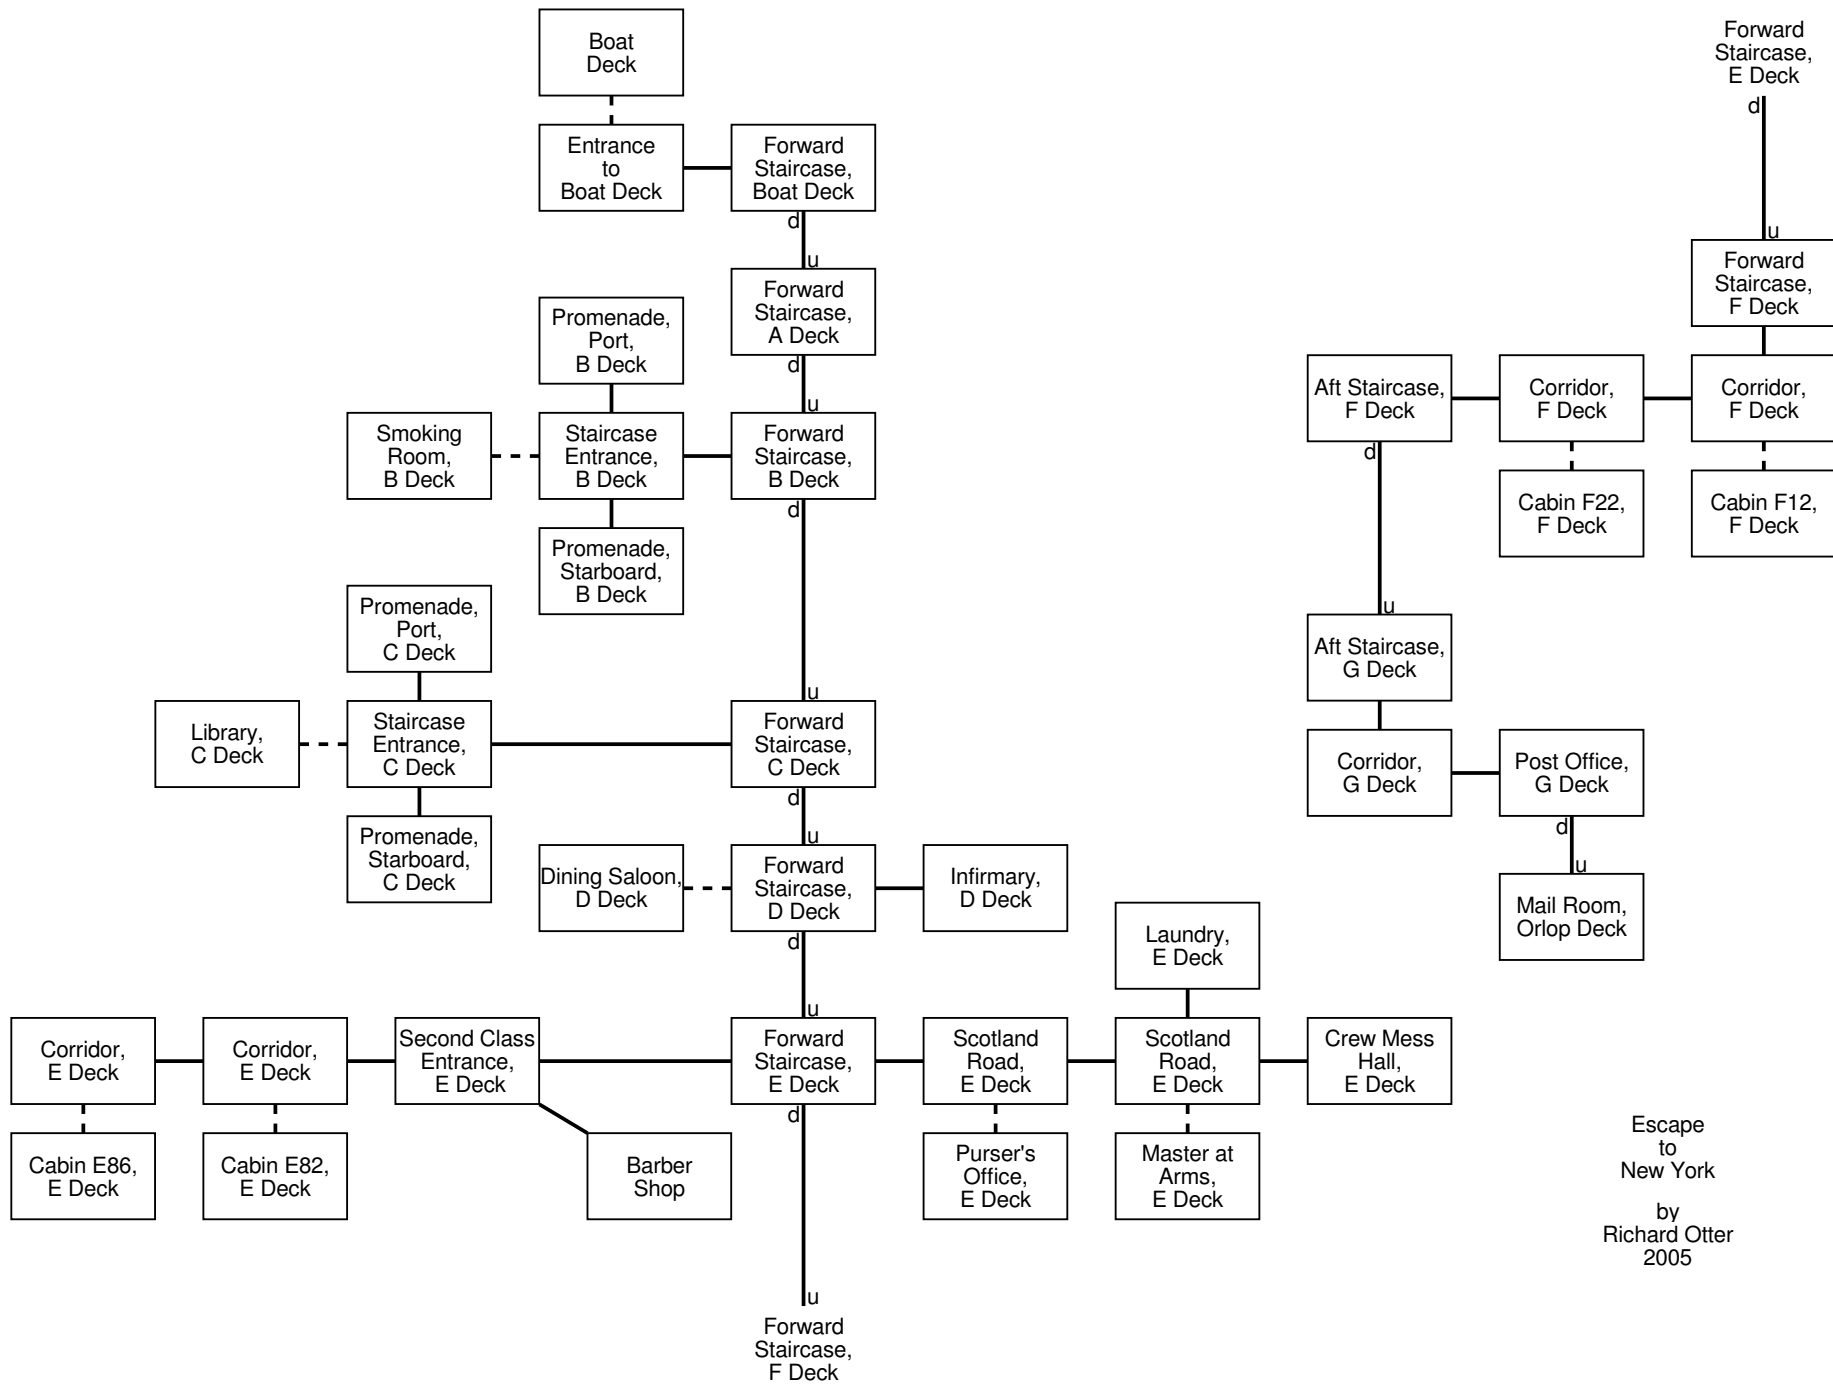 Boat
Deck
Entrance
to
Boat Deck
Forward
Staircase,
Boat Deck
d
u
Forward
Staircase,
A Deck
d
u
Promenade,
Port,
B Deck
Smoking
Room,
B Deck
Staircase
Entrance,
B Deck
Forward
Staircase,
B Deck
d
Promenade,
Starboard,
B Deck
Promenade,
Port,
C Deck
u
Library,
C Deck
Staircase
Entrance,
C Deck
Forward
Staircase,
C Deck
d
Promenade,
Starboard,
C Deck
u
Dining Saloon,
D Deck
Forward
Staircase,
D Deck
d
Infirmary,
D Deck
Laundry,
E Deck
u
Corridor,
E Deck
Corridor,
E Deck
Second Class
Entrance,
E Deck
Forward
Staircase,
E Deck
d
Scotland
Road,
E Deck
Scotland
Road,
E Deck
Crew Mess
Hall,
E Deck
Cabin E86,
E Deck
Cabin E82,
E Deck
Barber
Shop
Purser's
Office,
E Deck
Master at
Arms,
E Deck
u
Forward
Staircase,
F Deck
Forward
Staircase,
E Deck
d
u
Forward
Staircase,
F Deck
Aft Staircase,
F Deck
d
Corridor,
F Deck
Corridor,
F Deck
Cabin F22,
F Deck
Cabin F12,
F Deck
u
Aft Staircase,
G Deck
Corridor,
G Deck
Post Office,
G Deck
d
u
Mail Room,
Orlop Deck
Escape
to
New York
by
Richard Otter
2005